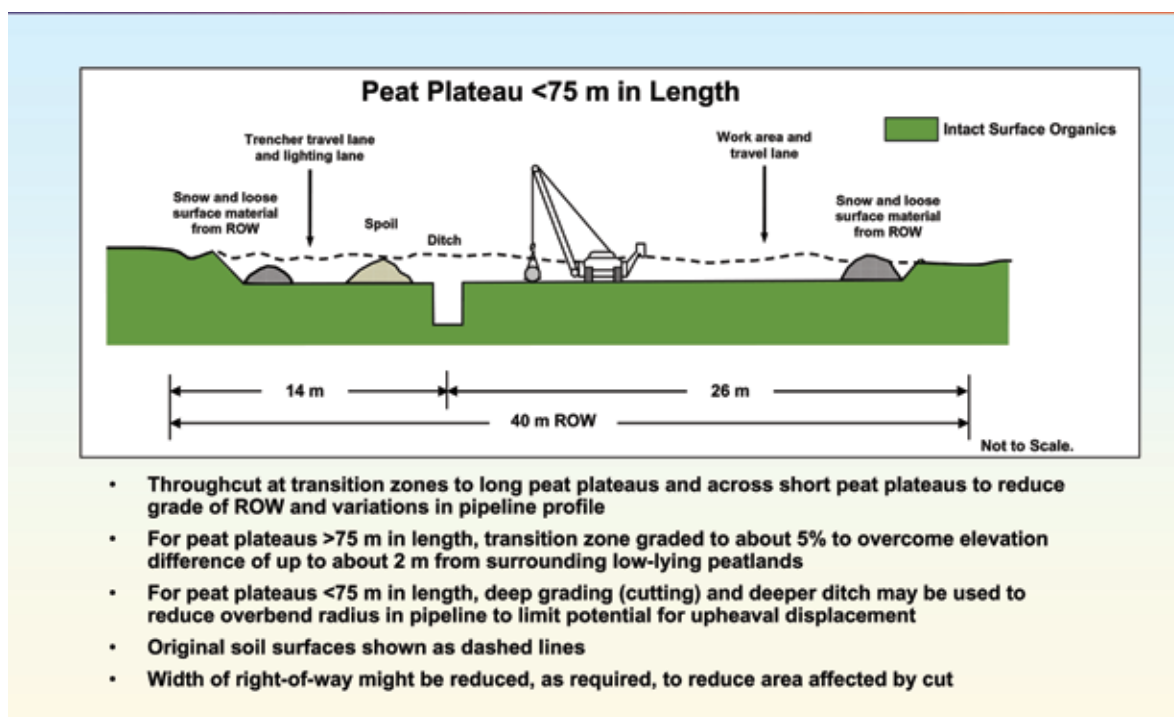 Peat Plateau <75 m in Length
Intact Surface Organics
Trencher travel lane
and lighting lane
Work area and
travel lane
Snow and loose
surface material
from ROW
Spoil
Ditch
Snow and loose
surface material
from ROW
14 m
26 m
40 m ROW
Not to Scale.
• Throughcut at transition zones to long peat plateaus and across short peat plateaus to reduce
grade of ROW and variations in pipeline profile
• For peat plateaus >75 m in length, transition zone graded to about 5% to overcome elevation
difference of up to about 2 m from surrounding low-lying peatlands
• For peat plateaus <75 m in length, deep grading (cutting) and deeper ditch may be used to
reduce overbend radius in pipeline to limit potential for upheaval displacement
• Original soil surfaces shown as dashed lines
• Width of right-of-way might be reduced, as required, to reduce area affected by cut